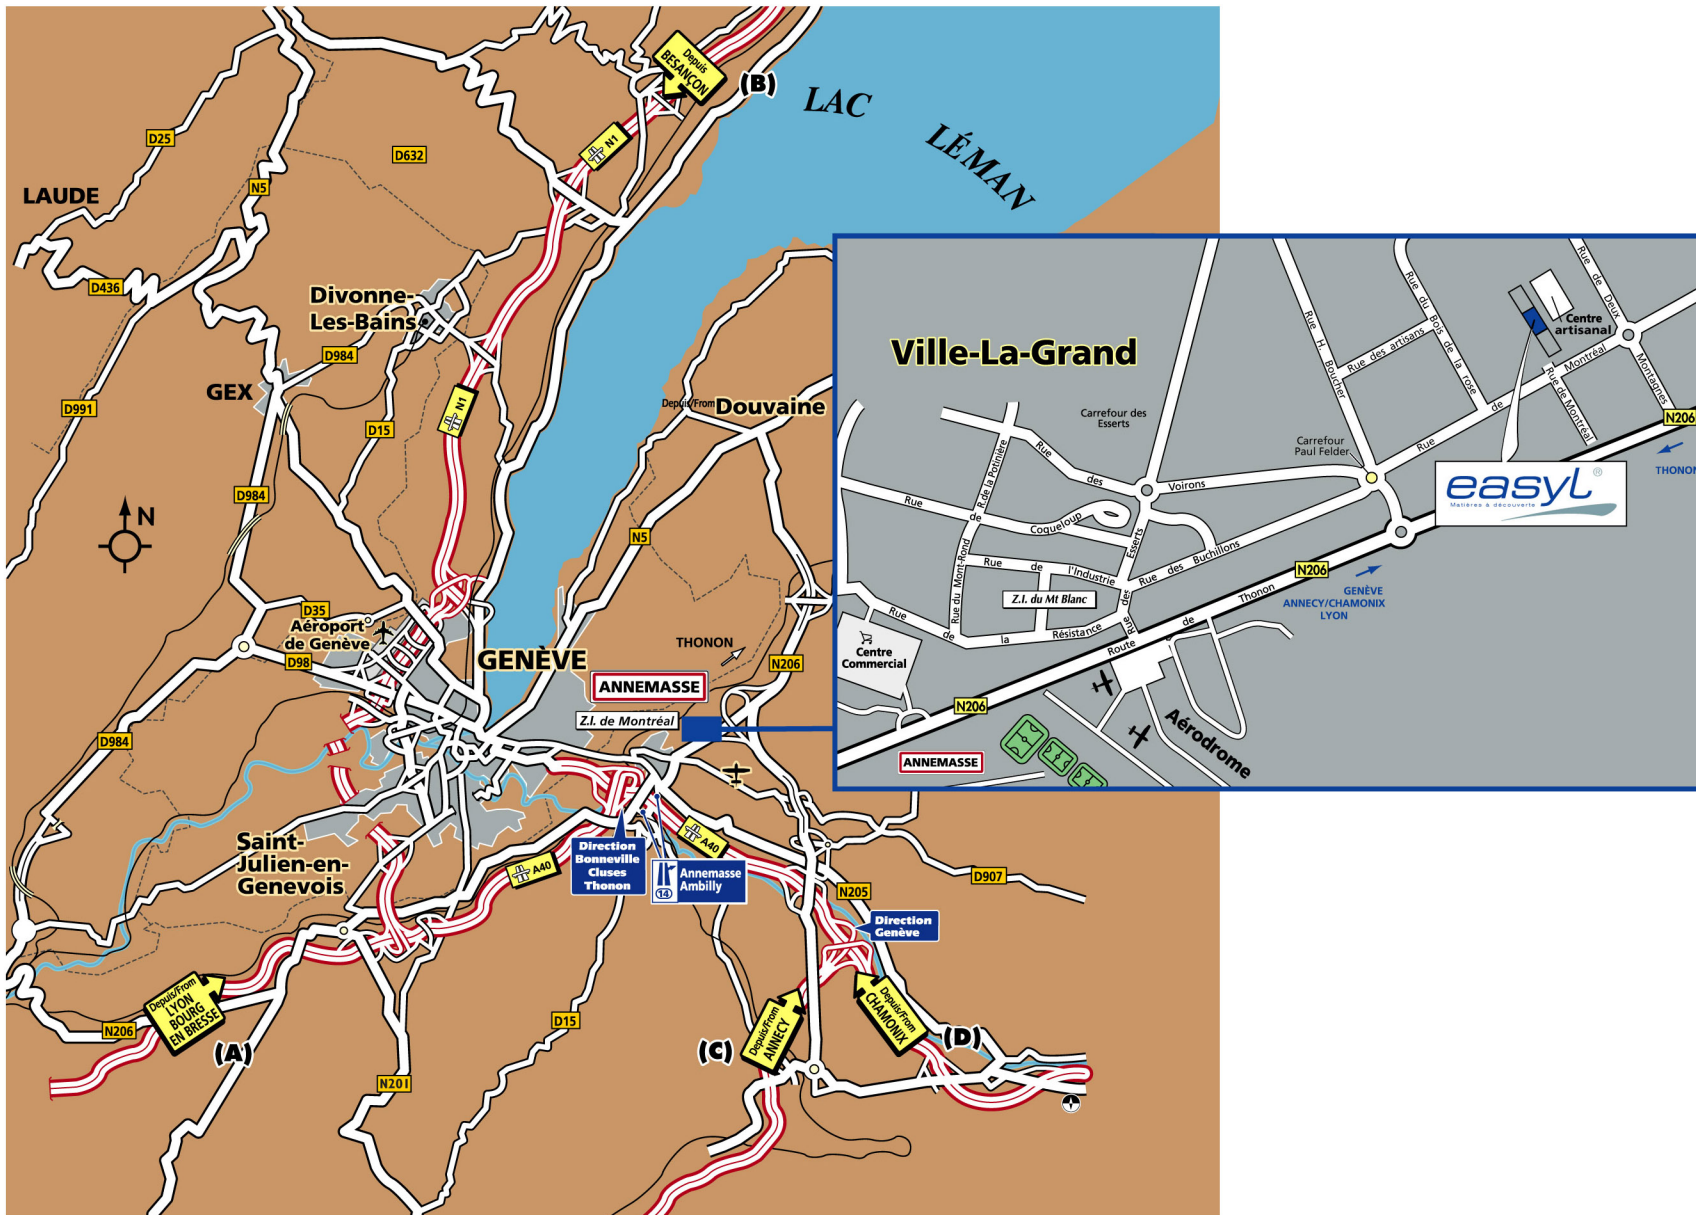 Depuis
BESANÇON
(B)
LAC
LÉMAN
N1
D25
D632
N5
LAUDE
D436
Divonne-
Les-Bains
D984
GEX
D991
D15
N1
Depuis/From
Douvaine
D984
N
N5
D35
Aéroport
de Genève
D98
GENÈVE
THONON
N206
ANNEMASSE
Z.I. de Montréal
D984
Saint-
Julien-en-
Genevois
A40
A40
Direction
Bonneville
Cluses
Thonon
14
Annemasse
Ambilly
N205
D907
Direction
Genève
Depuis/From
LYON
BOURG
EN BRESSE
N206
(A)
D15
N201
(C)
Depuis/From
ANNECY
Depuis/From
CHAMONIX
(D)
Ville-La-Grand
Rue de Deux
Montagnes
Centre
artisanal
Rue du Bois de la rose
Rue des artisans
Rue H. Boucher
Rue de Montréal
Rue de Montréal
N206
THONON
easyL®
Matières à découverte
Carrefour des
Esserts
Carrefour
Paul Felder
Rue des Voirons
R.de la Potinière
Rue de Coqueloup
Rue du Mont-Rond
Rue de l'Industrie
Rue des Esserts
Rue des Buchillons
Z.I. du Mt Blanc
Rue de la Résistance
Centre
Commercial
N206
GENÈVE
ANNECY/CHAMONIX
LYON
Route de Thonon
N206
Aérodrome
ANNEMASSE